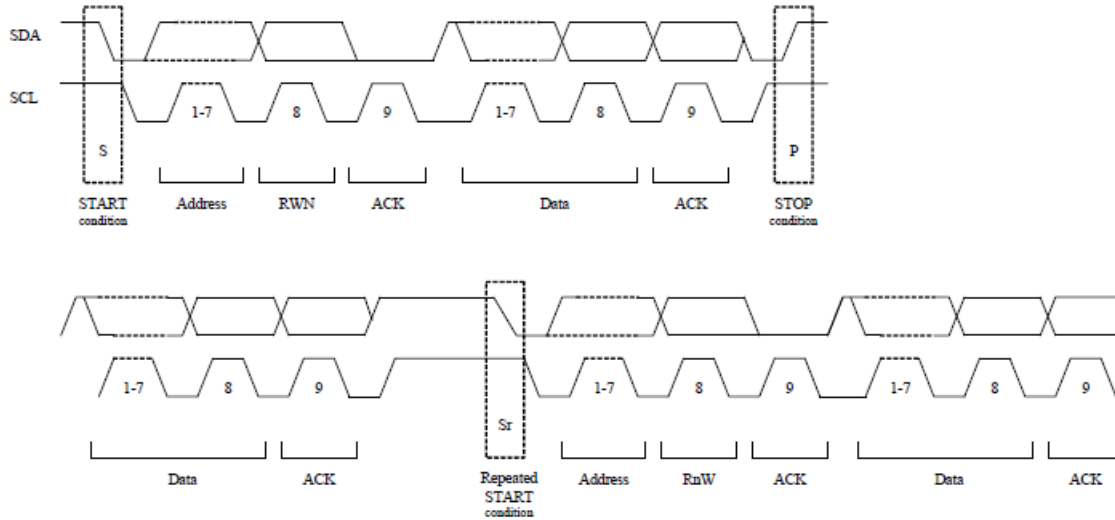 SDA
SCL
1-7 8 9 1-7 8 9
S P
START Address RWN ACK Data ACK STOP
condition condition
1-7 8 9 1-7 8 9 1-7 8 9
Sr
Data ACK Repeated Address RnW ACK Data ACK
START
condition